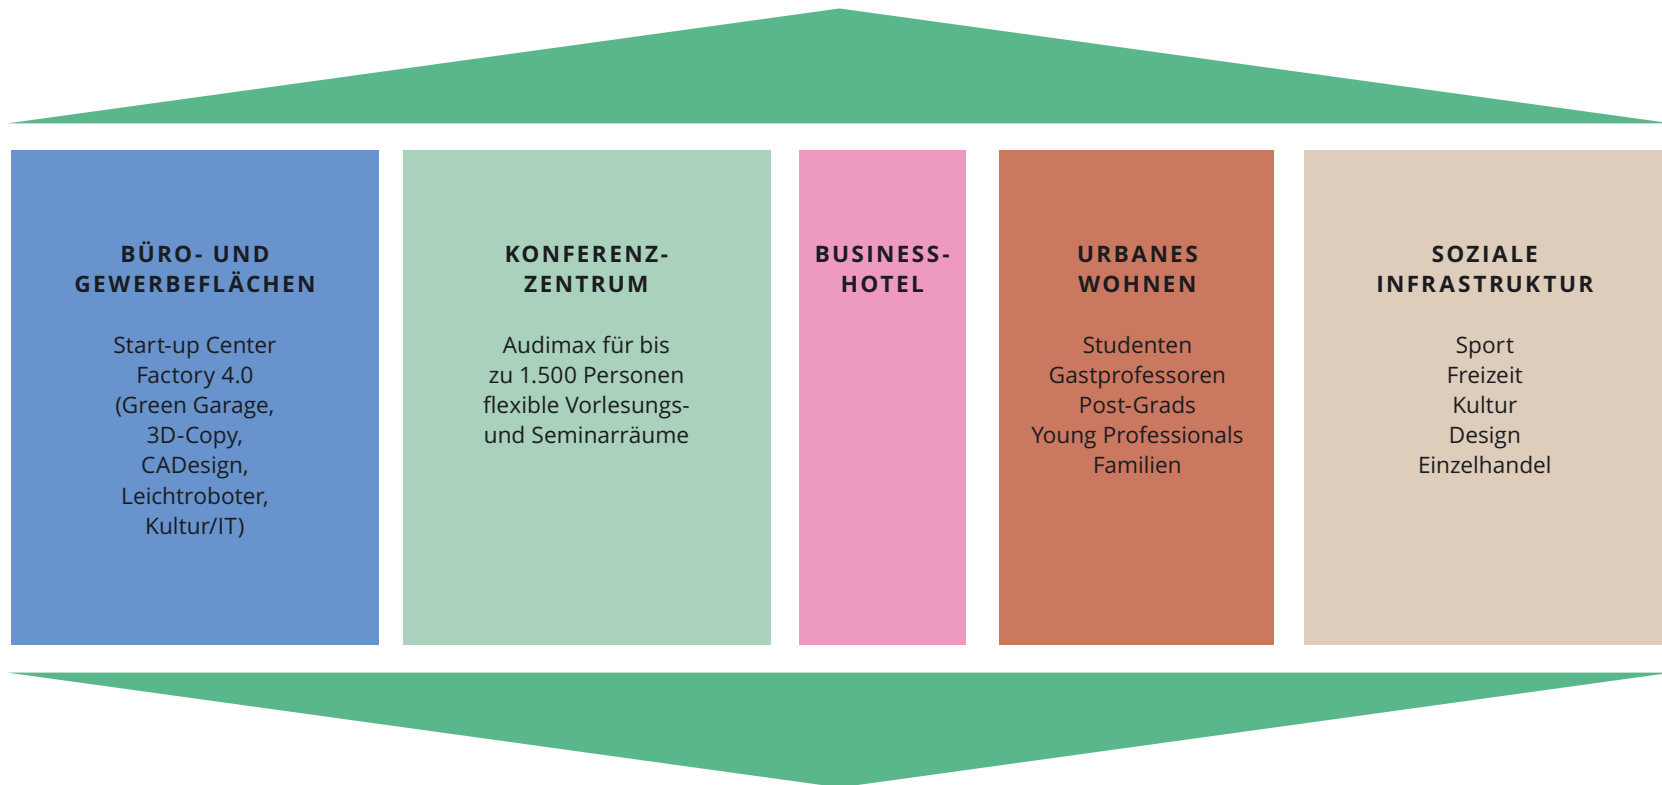 BÜRO- UND
GEWERBEFLÄCHEN
Start-up Center
Factory 4.0
(Green Garage,
3D-Copy,
CADesign,
Leichtroboter,
Kultur/IT)
KONFERENZ-
ZENTRUM
Audimax für bis
zu 1.500 Personen
flexible Vorlesungs-
und Seminarräume
BUSINESS-
HOTEL
URBANES
WOHNEN
Studenten
Gastprofessoren
Post-Grads
Young Professionals
Familien
SOZIALE
INFRASTRUKTUR
Sport
Freizeit
Kultur
Design
Einzelhandel